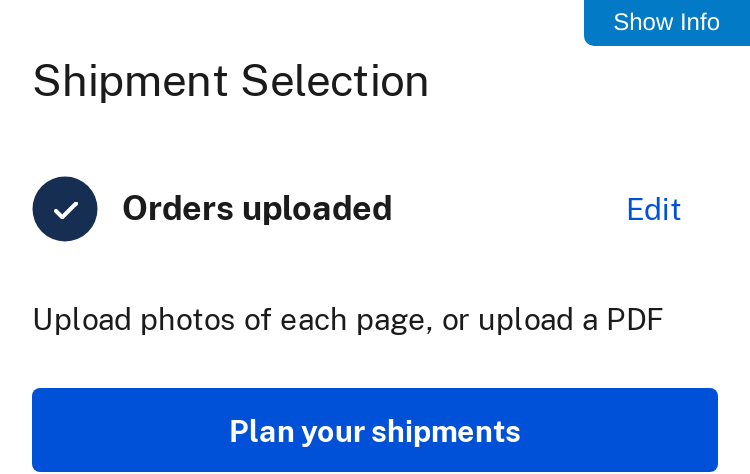 Show Info
Shipment Selection
Orders uploaded
Edit
Upload photos of each page, or upload a PDF
Plan your shipments